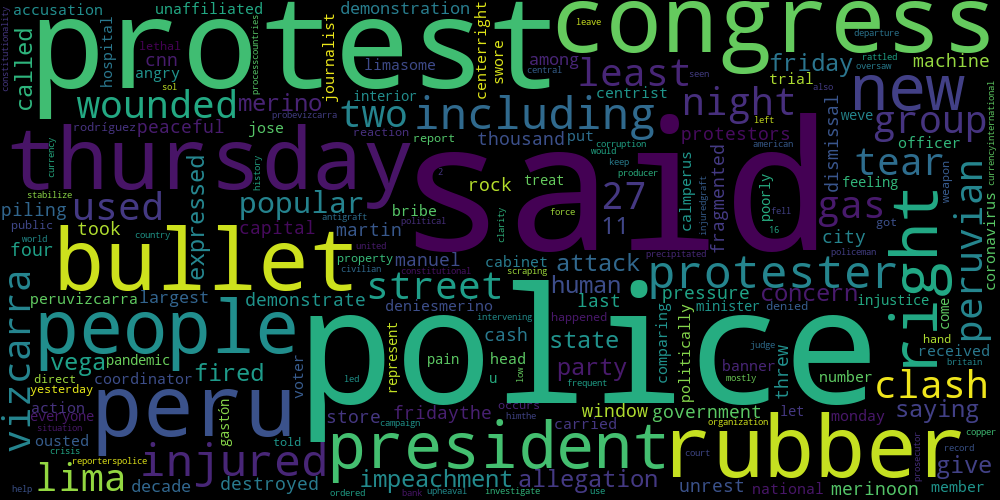 accusation
unaffiliated
demonstration
protest
congress
leave
departure
called
hospital
lethal
cnn
angry
sol
limasome
journalist
centerright
swore
among
central
least
seen
friday
rattled
oversaw
also
machine
constitutionality
processcountries
wounded
merino
interior
two
including
centrist
night
trial
new
dismissal
weve
group
rodríguez
peaceful
probevizcarra
jose
reaction
report
thousand
put
corruption
would
protestors
officer
thursday
said
currency
history
stabilize
used
expressed
popular
bribe
rock
treat
keep
producer
27
11
calmperus
fragmented
american
left
poorly
fell
16
tear
gas
feeling
weapon
got
city
policeman
peruvian
coronavirus
currencyinternational
piling
public
world
four
took
country
capital
antigraft
martin
political
2
clarity
force
injuredgraft
right
bullet
property
united
civilian
manuel
constitutional
cabinet
scraping
attack
human
precipitated
protester
concern
vizcarra
peruvizcarra
largest
demonstrate
deniesmerino
street
last
pressure
minister
denied
injustice
come
people
intervening
happened
police
state
comparing
politically
banner
threw
judge
mostly
hand
received
britain
vega
pandemic
direct
yesterday
coordinator
fired
voter
led
represent
pain
cash
head
u
low
frequent
party
number
clash
action
everyone
situation
ousted
crisis
peru
gastón
store
campaign
fridaythe
occurs
himthe
carried
window
organization
government
let
monday
saying
copper
told
president
court
rubber
prosecutor
record
lima
reporterspolice
decade
injured
destroyed
impeachment
allegation
unrest
national
merinoon
give
member
help
ordered
bank
upheaval
investigate
use